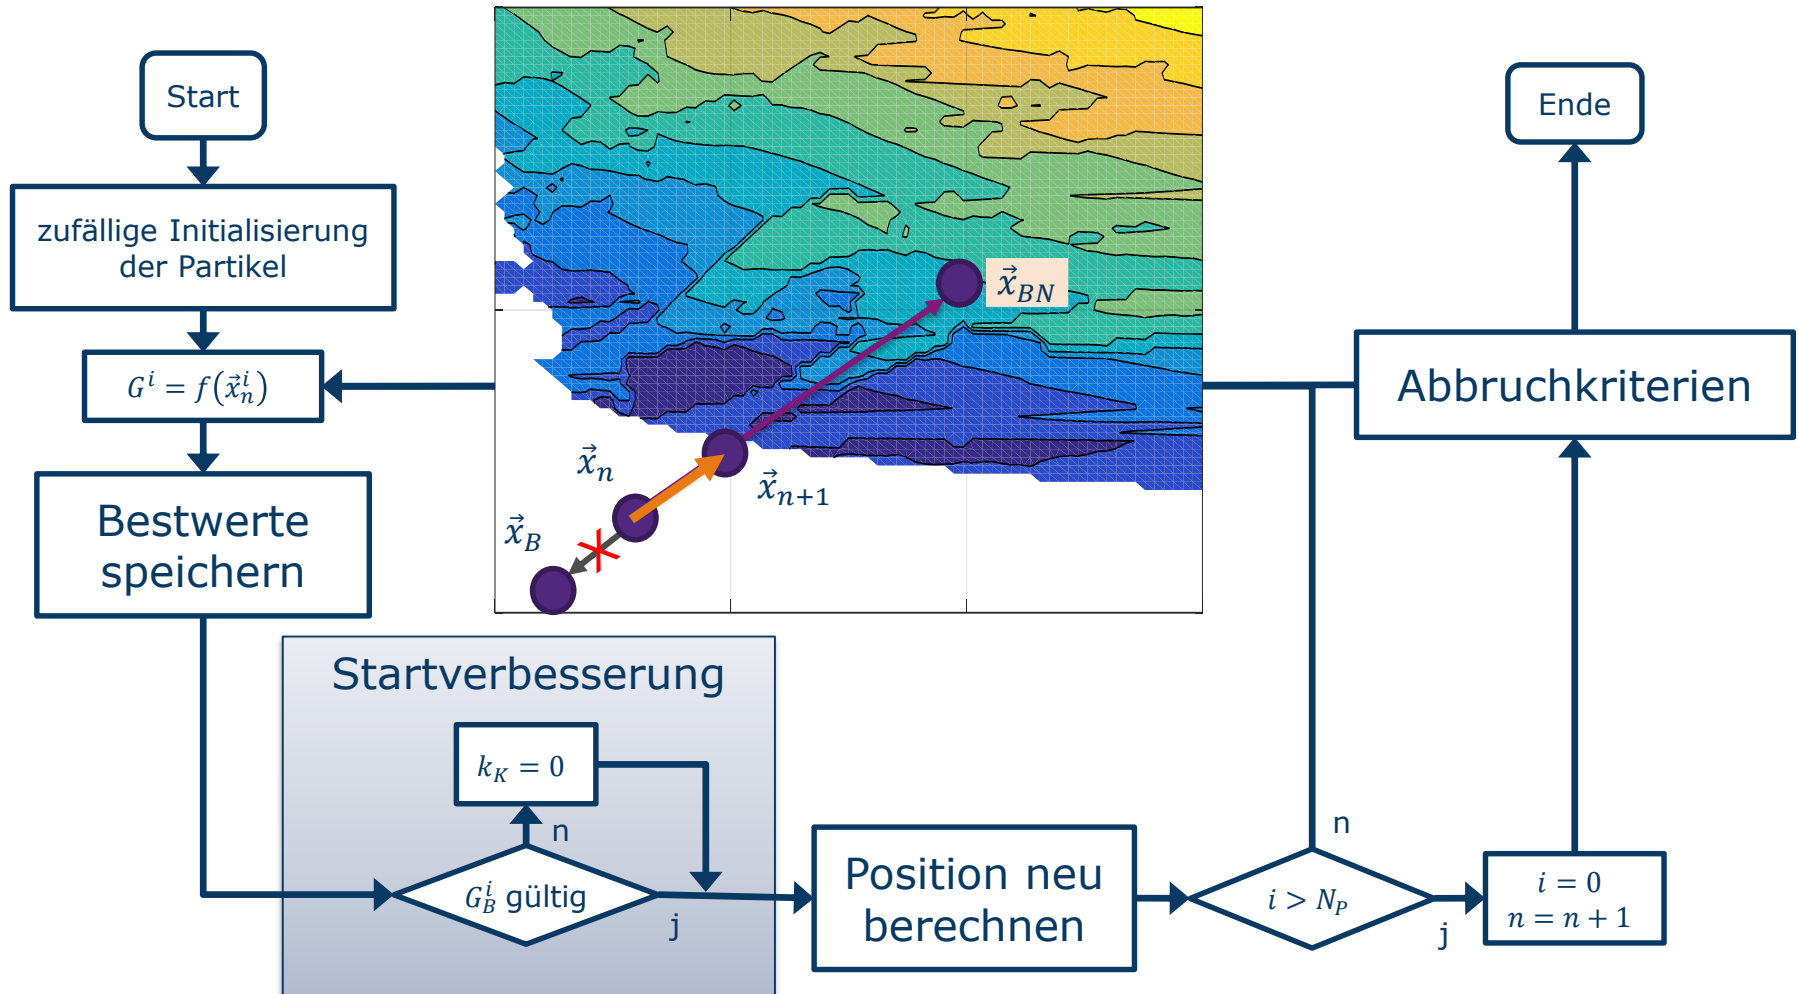 Start
zufällige Initialisierung
der Partikel
G^i = f(x⃗_n^i)
Bestwerte
speichern
x⃗_BN
x⃗_n
x⃗_{n+1}
x⃗_B
Startverbesserung
k_K = 0
n
G_B^i gültig
j
Position neu
berechnen
n
i > N_P
j
i = 0
n = n + 1
Abbruchkriterien
Ende